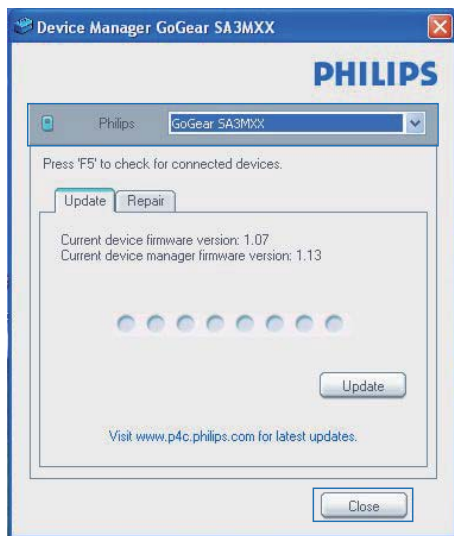 Device Manager GoGear SA3MXX
PHILIPS
Philips GoGear SA3MXX
Press 'F5' to check for connected devices.
Update Repair
Current device firmware version: 1.07
Current device manager firmware version: 1.13
Update
Visit www.p4c.philips.com for latest updates.
Close